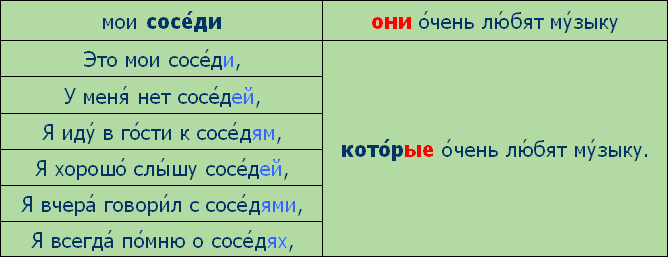 мои сосе́ди они о́чень лю́бят му́зыку
Это мои сосе́ди,
У меня́ нет сосе́дей,
Я иду́ в го́сти к сосе́дям,
Я хорошо́ слы́шу сосе́дей,
Я вчера́ говори́л с сосе́дями,
Я всегда́ по́мню о сосе́дях,
кото́рые о́чень лю́бят му́зыку.